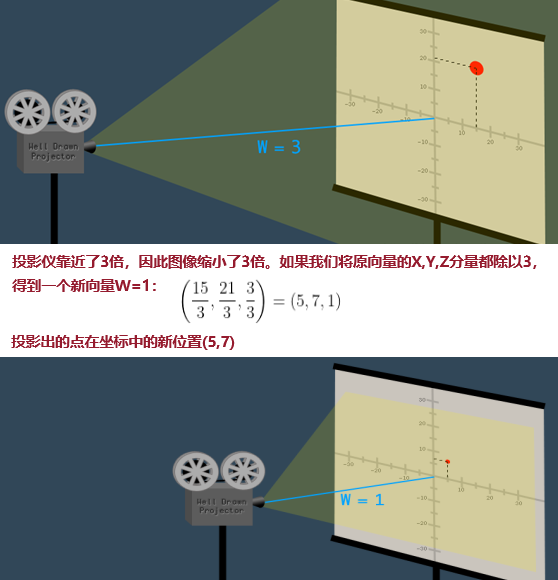 30
20
10
-30
-20
-10
10
20
30
-10
-20
-30
Well Drawn
Projector
W = 3
投影仪靠近了3倍，因此图像缩小了3倍。如果我们将原向量的X,Y,Z分量都除以3，
得到一个新向量W=1：
(15/3, 21/3, 3/3) = (5, 7, 1)
投影出的点在坐标中的新位置(5,7)
30
20
10
-30
-20
-10
10
20
30
-10
-20
-30
Well Drawn
Projector
W = 1